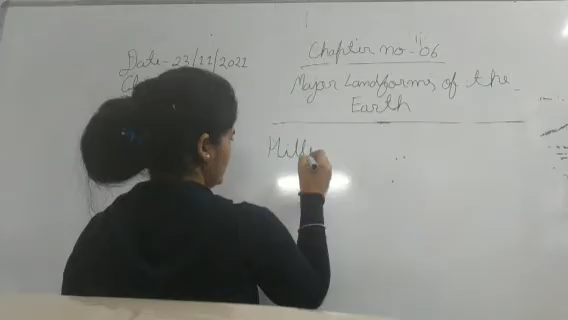 Date - 23/11/2021
Chapter no - 06
Major Landforms of the
Earth
Hill